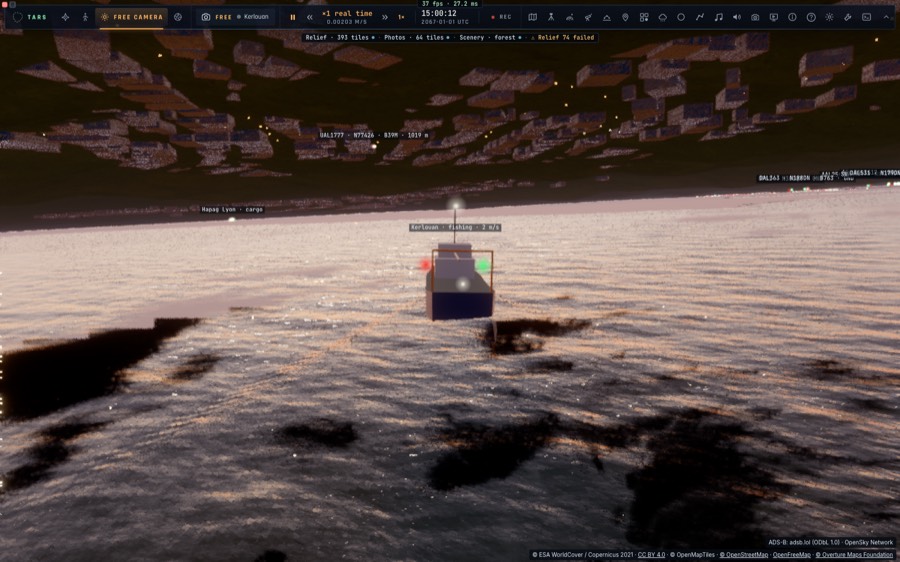 37 fps · 27.2 ms
TARS
FREE CAMERA
FREE
Kerlouan
×1 real time
0.00203 M/s
1×
15:00:12
2067-01-01 UTC
REC
Relief · 393 tiles · Photos · 64 tiles · Scenery · forest · Relief 74 failed
UAL1777 · N77426 · B39M · 1019 m
Hapag Lyon · cargo
Kerlouan · fishing · 2 m/s
ADS-B: adsb.lol (ODbL 1.0) · OpenSky Network
© ESA WorldCover / Copernicus 2021 · CC BY 4.0 · © OpenMapTiles · © OpenStreetMap · OpenFreeMap · © Overture Maps Foundation